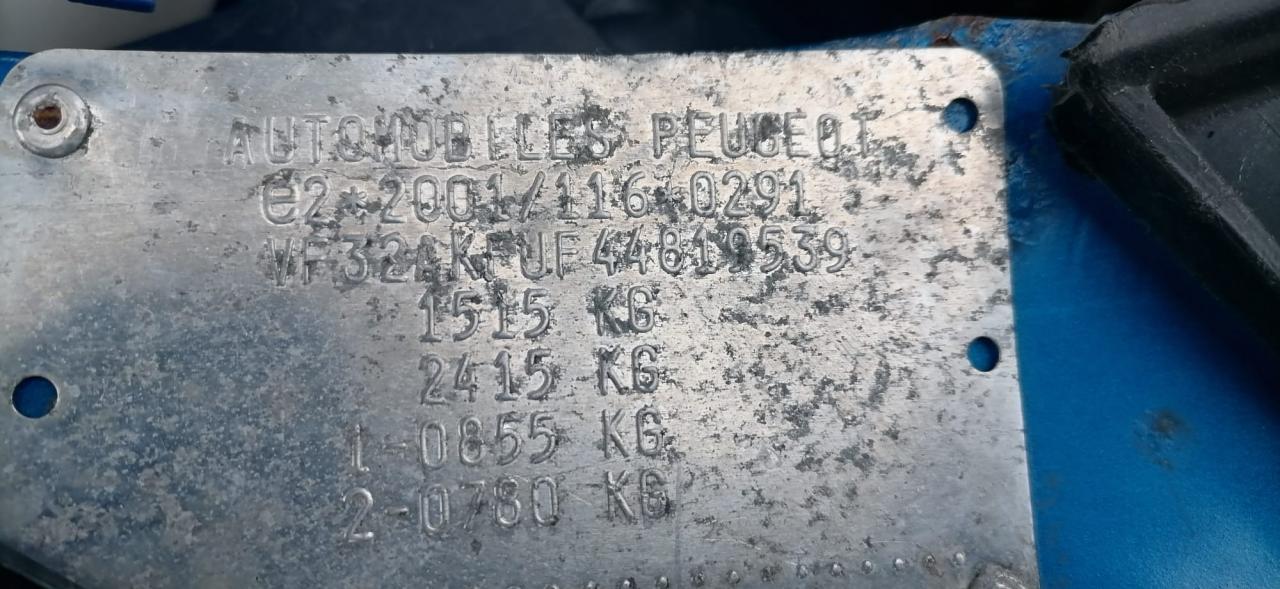 AUTOMOBILES PEUGEOT
e2*2001/116*0291
VF32AKFUF44819539
1515 KG
2415 KG
1-0855 KG
2-0780 KG